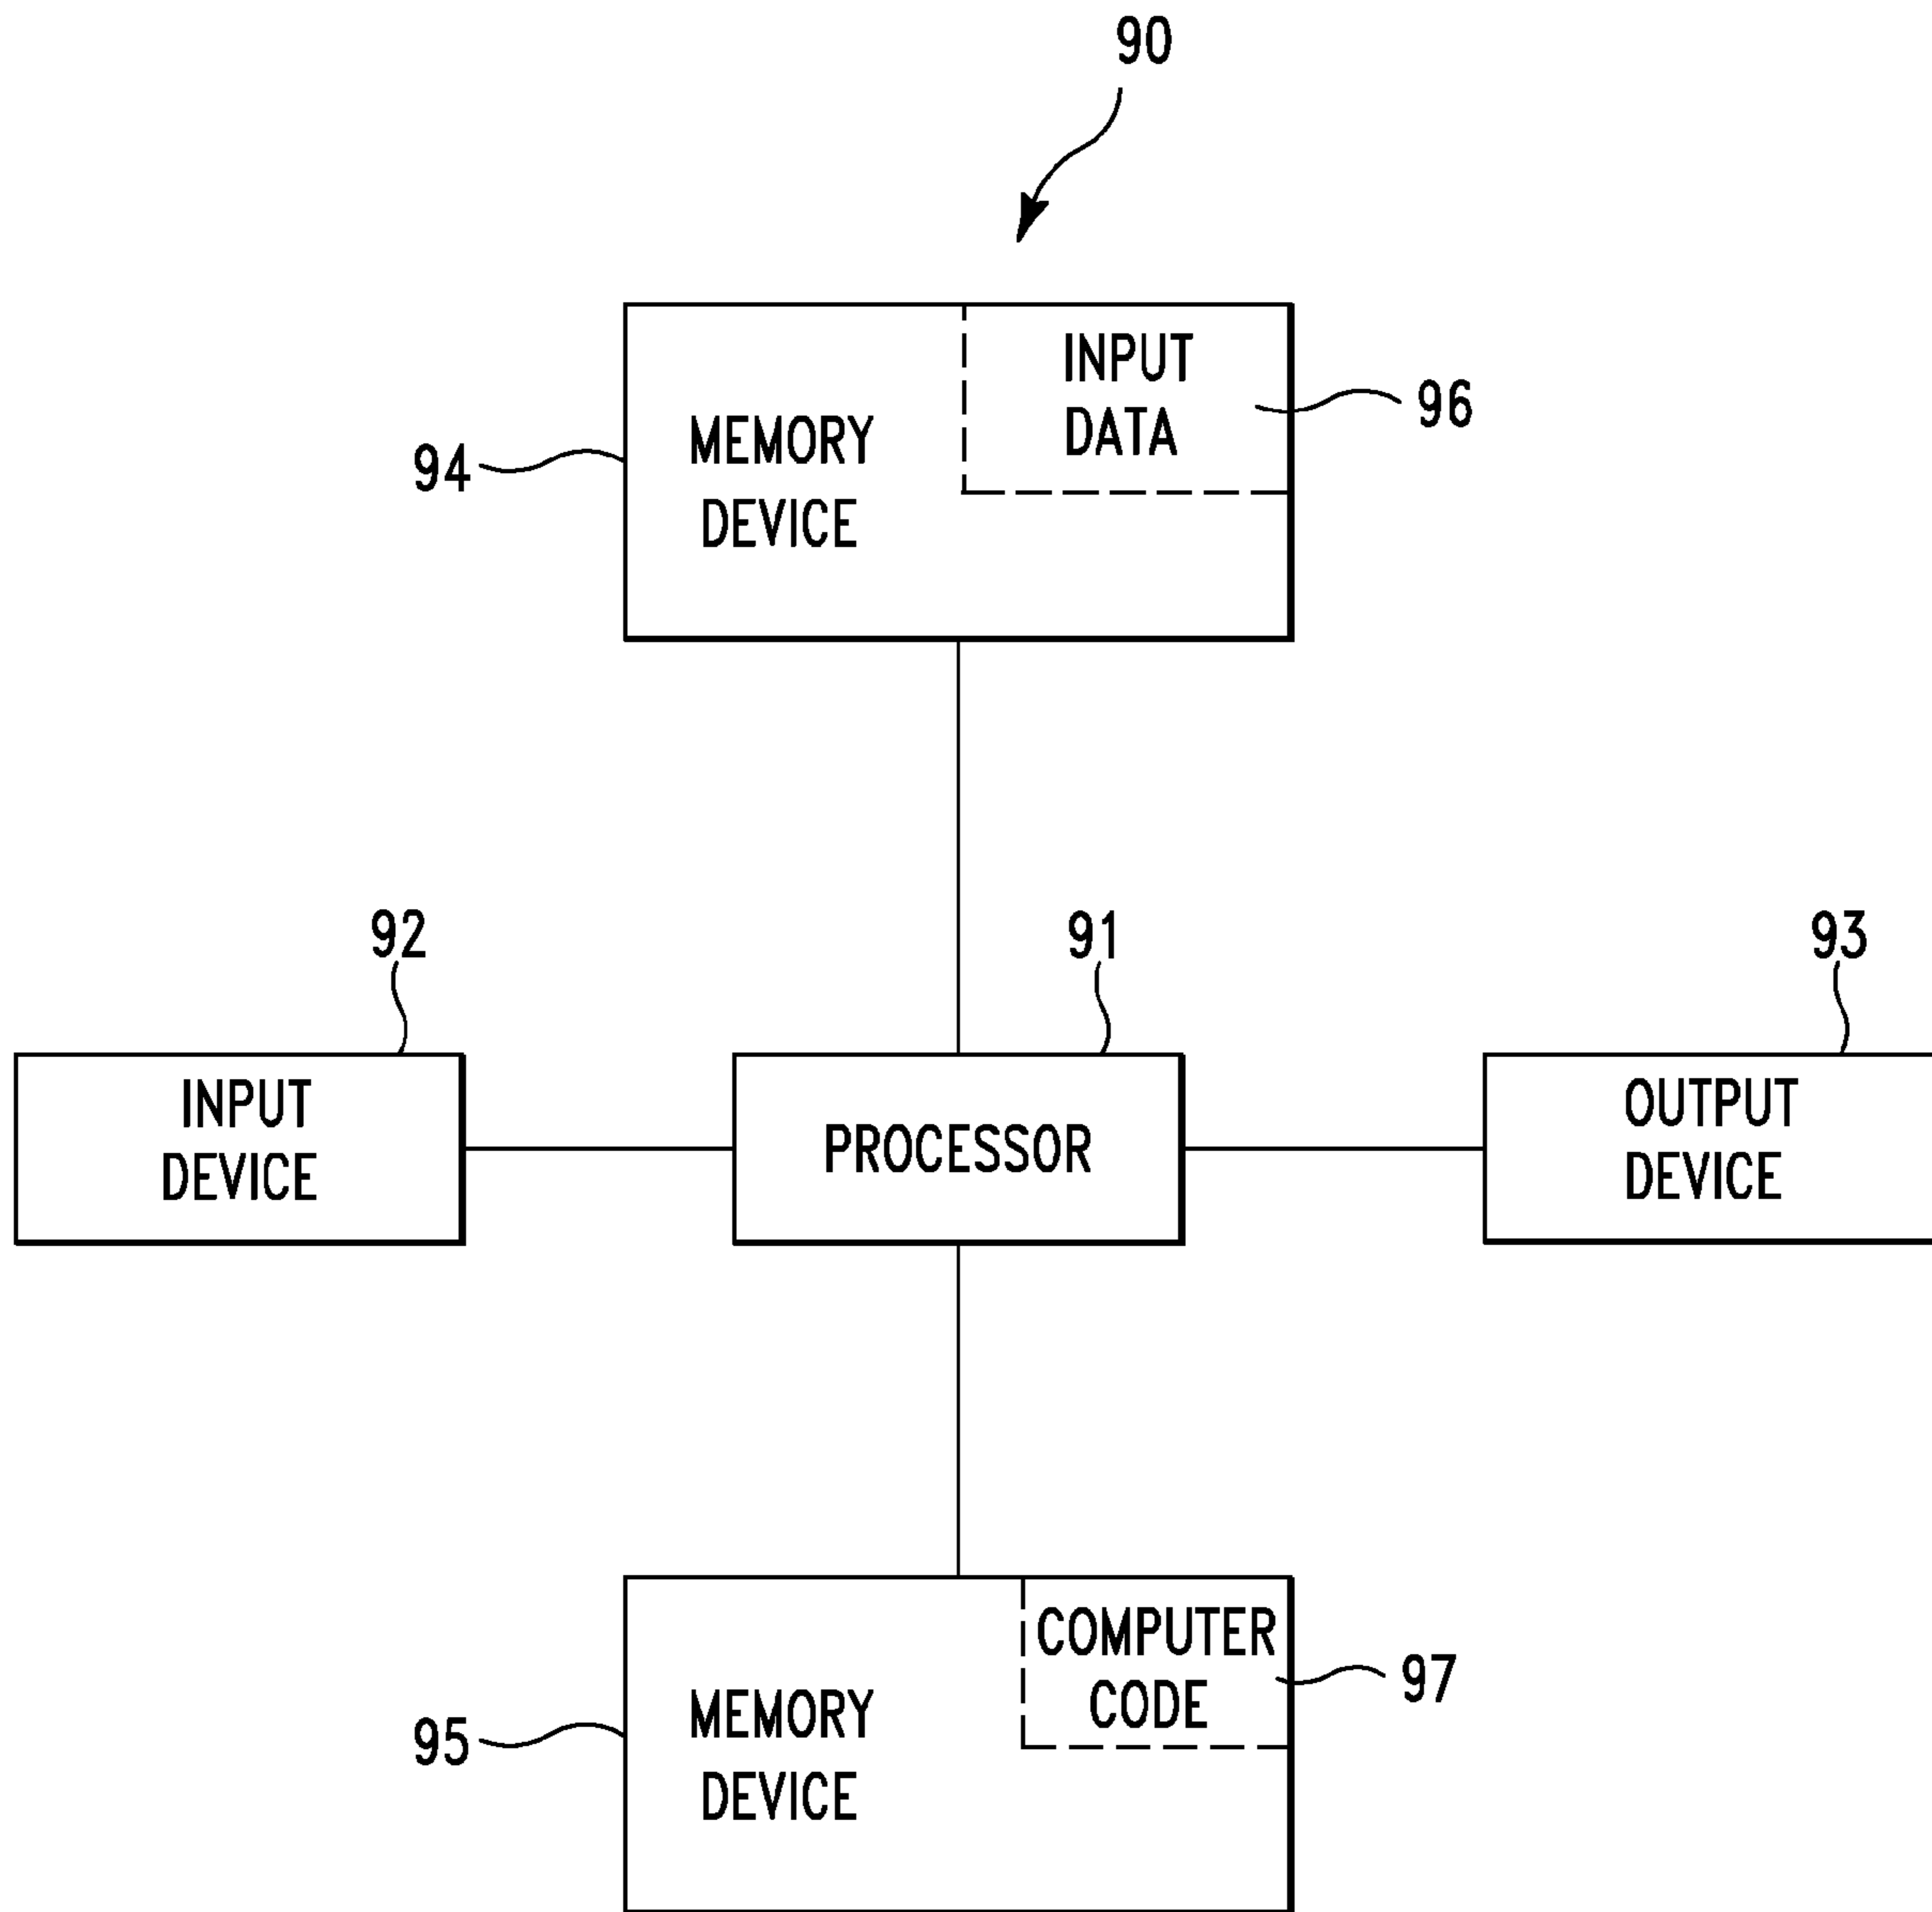 90
INPUT
DATA
96
MEMORY
DEVICE
94
92
91
93
INPUT
DEVICE
PROCESSOR
OUTPUT
DEVICE
COMPUTER
CODE
97
MEMORY
DEVICE
95